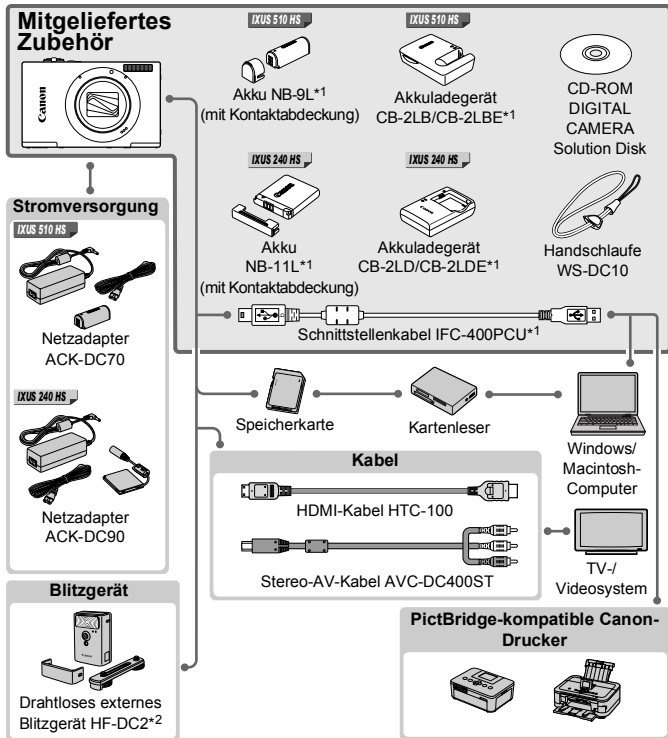 Mitgeliefertes
Zubehör
Canon
IXUS 510 HS
Akku NB-9L*1
(mit Kontaktabdeckung)
IXUS 510 HS
Akkuladegerät
CB-2LB/CB-2LBE*1
CD-ROM
DIGITAL
CAMERA
Solution Disk
IXUS 240 HS
Canon
Akku
NB-11L*1
(mit Kontaktabdeckung)
IXUS 240 HS
Canon
Akkuladegerät
CB-2LD/CB-2LDE*1
Handschlaufe
WS-DC10
Schnittstellenkabel IFC-400PCU*1
Stromversorgung
IXUS 510 HS
Netzadapter
ACK-DC70
IXUS 240 HS
Netzadapter
ACK-DC90
Speicherkarte
Kartenleser
Windows/
Macintosh-
Computer
Kabel
HDMI-Kabel HTC-100
Stereo-AV-Kabel AVC-DC400ST
TV-/
Videosystem
Blitzgerät
Canon
Drahtloses externes
Blitzgerät HF-DC2*2
PictBridge-kompatible Canon-
Drucker